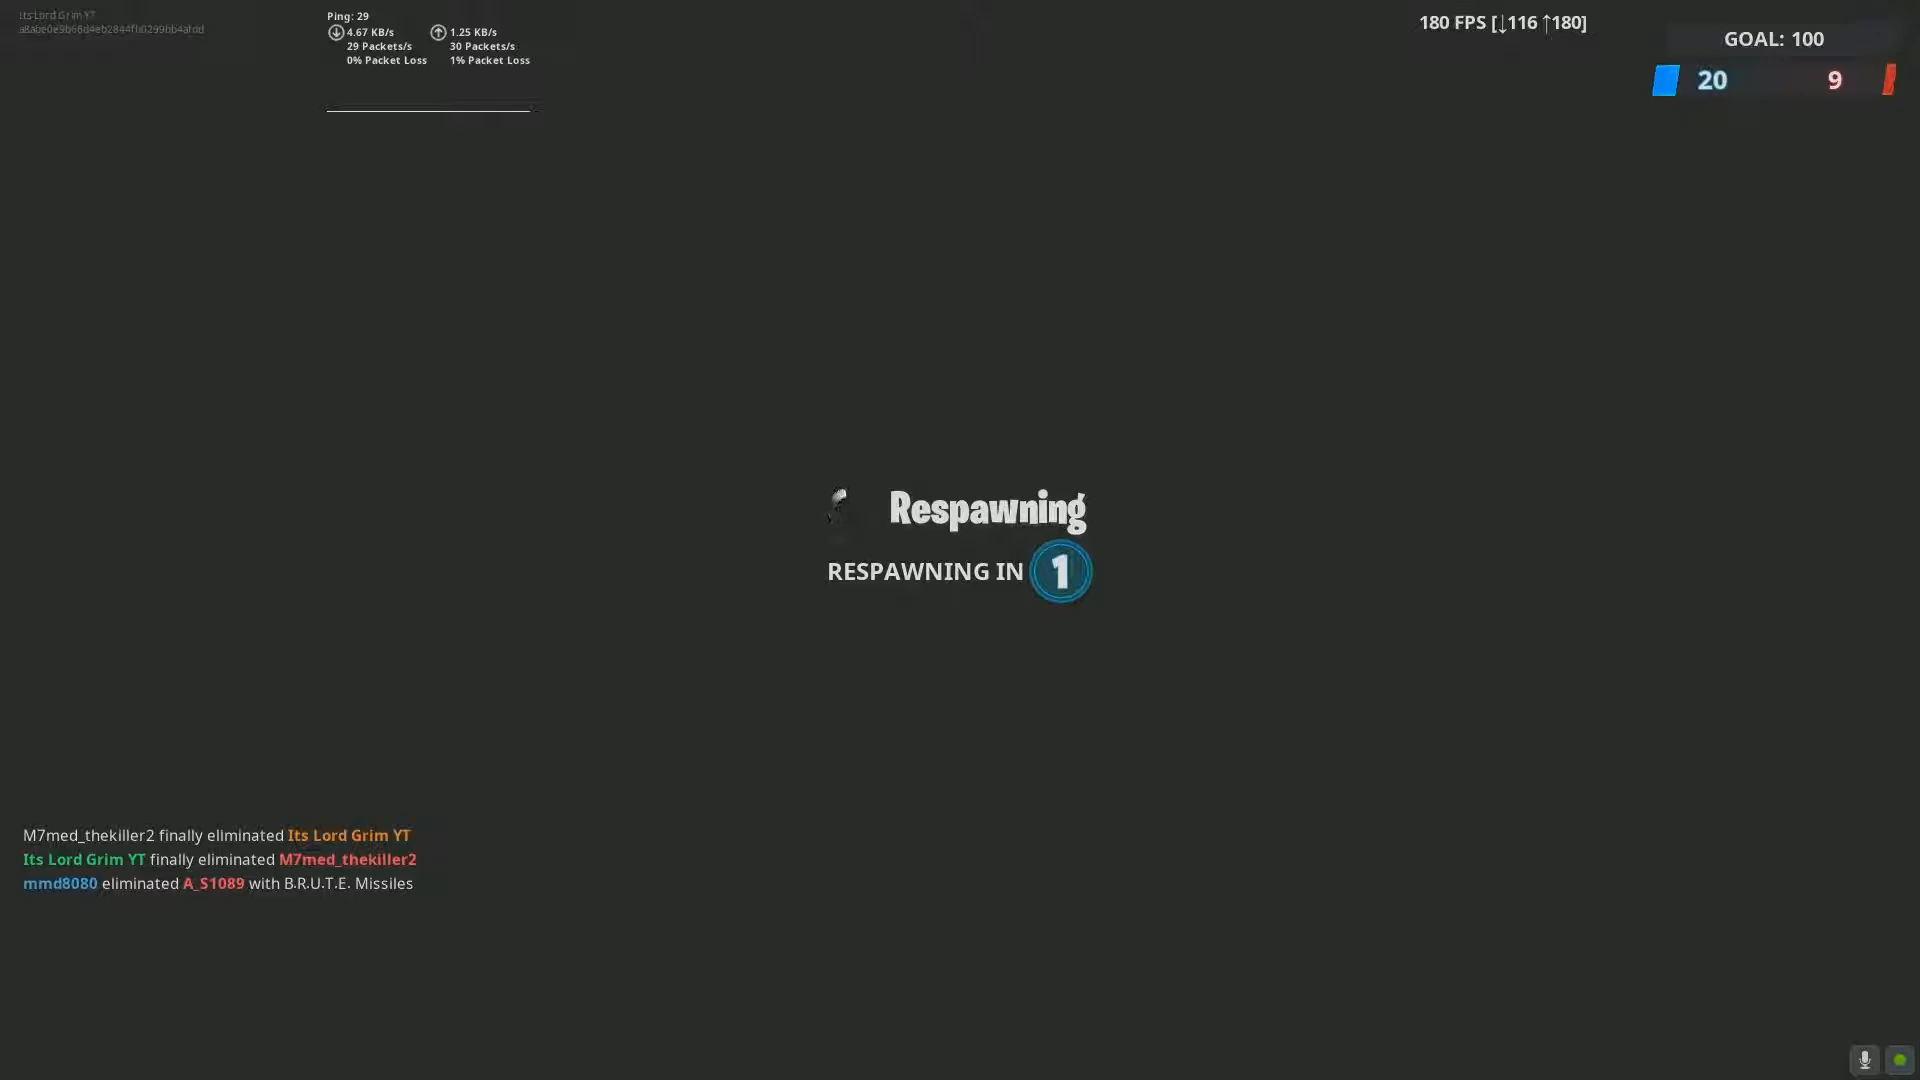 Its Lord Grim YT
Ping: 29
4.67 KB/s 1.25 KB/s
29 Packets/s 30 Packets/s
0% Packet Loss 1% Packet Loss
180 FPS [↓116 ↑180]
GOAL: 100
20 9
Respawning
RESPAWNING IN 1
M7med_thekiller2 finally eliminated Its Lord Grim YT
Its Lord Grim YT finally eliminated M7med_thekiller2
mmd8080 eliminated A_S1089 with B.R.U.T.E. Missiles